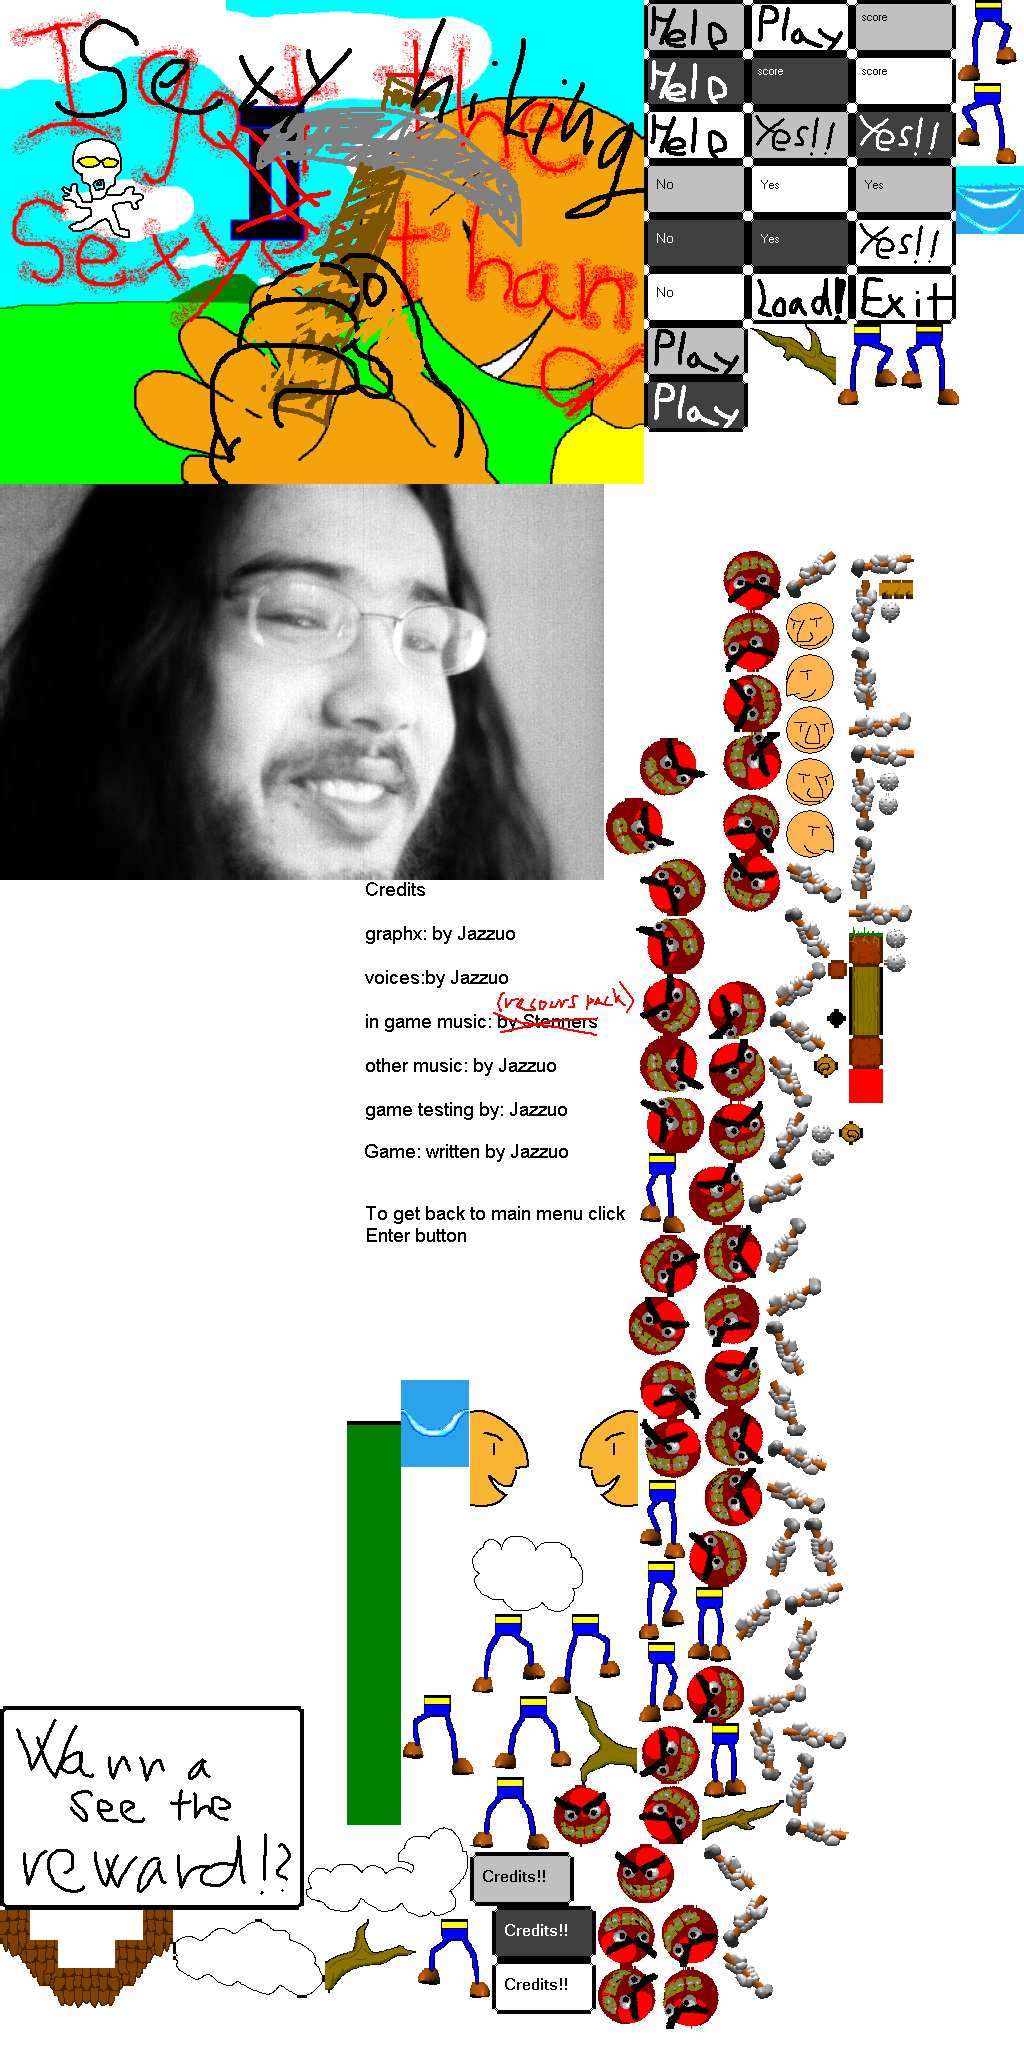 Sexy hiking
II
the
than
Help Play score
Help score score
Help Yes!! Yes!!
No Yes Yes
No Yes Yes!!
No Load! Exit
Play
Play
Credits
graphx: by Jazzuo
voices:by Jazzuo
(resours pack)
in game music: by Stenners
other music: by Jazzuo
game testing by: Jazzuo
Game: written by Jazzuo
To get back to main menu click
Enter button
Wanna
see the
reward!?
Credits!!
Credits!!
Credits!!